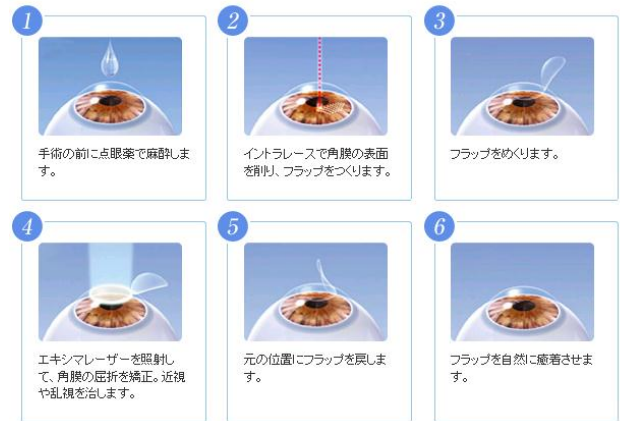 1
手術の前に点眼薬で麻酔しま
す。
2
イントラレースで角膜の表面
を削り、フラップをつくります。
3
フラップをめくります。
4
エキシマレーザーを照射し
て、角膜の屈折を矯正。近視
や乱視を治します。
5
元の位置にフラップを戻しま
す。
6
フラップを自然に癒着させま
す。